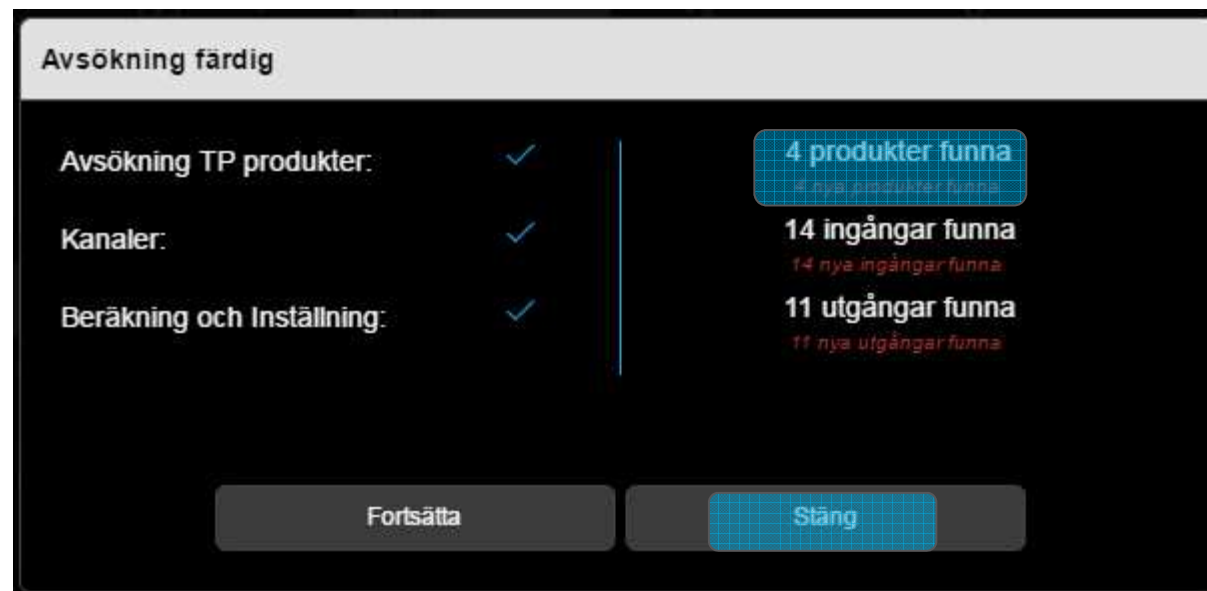 Avsökning färdig
Avsökning TP produkter:
4 produkter funna
4 nya produkter funna
Kanaler:
14 ingångar funna
14 nya ingångar funna
Beräkning och Inställning:
11 utgångar funna
11 nya utgångar funna
Fortsätta
Stäng